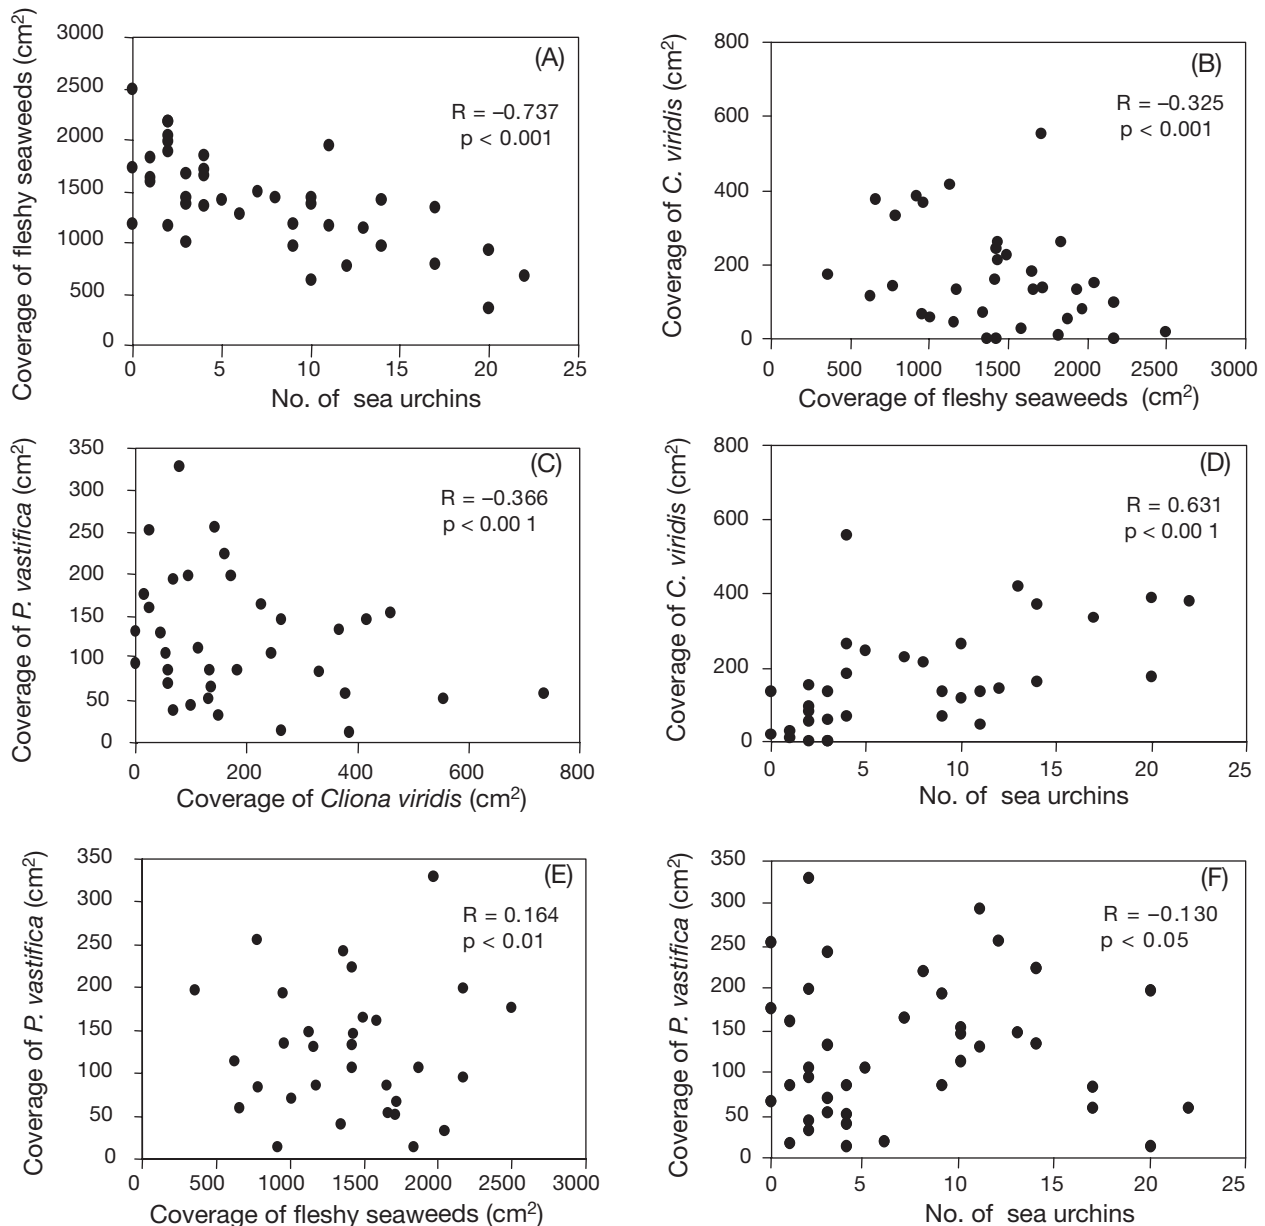 Coverage of fleshy seaweeds (cm²)
3000
2500
2000
1500
1000
500
0
(A)
R = –0.737
p < 0.001
0 5 10 15 20 25
No. of sea urchins
Coverage of C. viridis (cm²)
800
600
400
200
0
(B)
R = –0.325
p < 0.001
0 500 1000 1500 2000 2500 3000
Coverage of fleshy seaweeds (cm²)
Coverage of P. vastifica (cm²)
350
300
250
200
150
100
50
0
(C)
R = –0.366
p < 0.00 1
0 200 400 600 800
Coverage of Cliona viridis (cm²)
Coverage of C. viridis (cm²)
800
600
400
200
0
(D)
R = 0.631
p < 0.00 1
0 5 10 15 20 25
No. of sea urchins
Coverage of P. vastifica (cm²)
350
300
250
200
150
100
50
0
(E)
R = 0.164
p < 0.01
0 500 1000 1500 2000 2500 3000
Coverage of fleshy seaweeds (cm²)
Coverage of P. vastifica (cm²)
350
300
250
200
150
100
50
0
(F)
R = –0.130
p < 0.05
0 5 10 15 20 25
No. of sea urchins